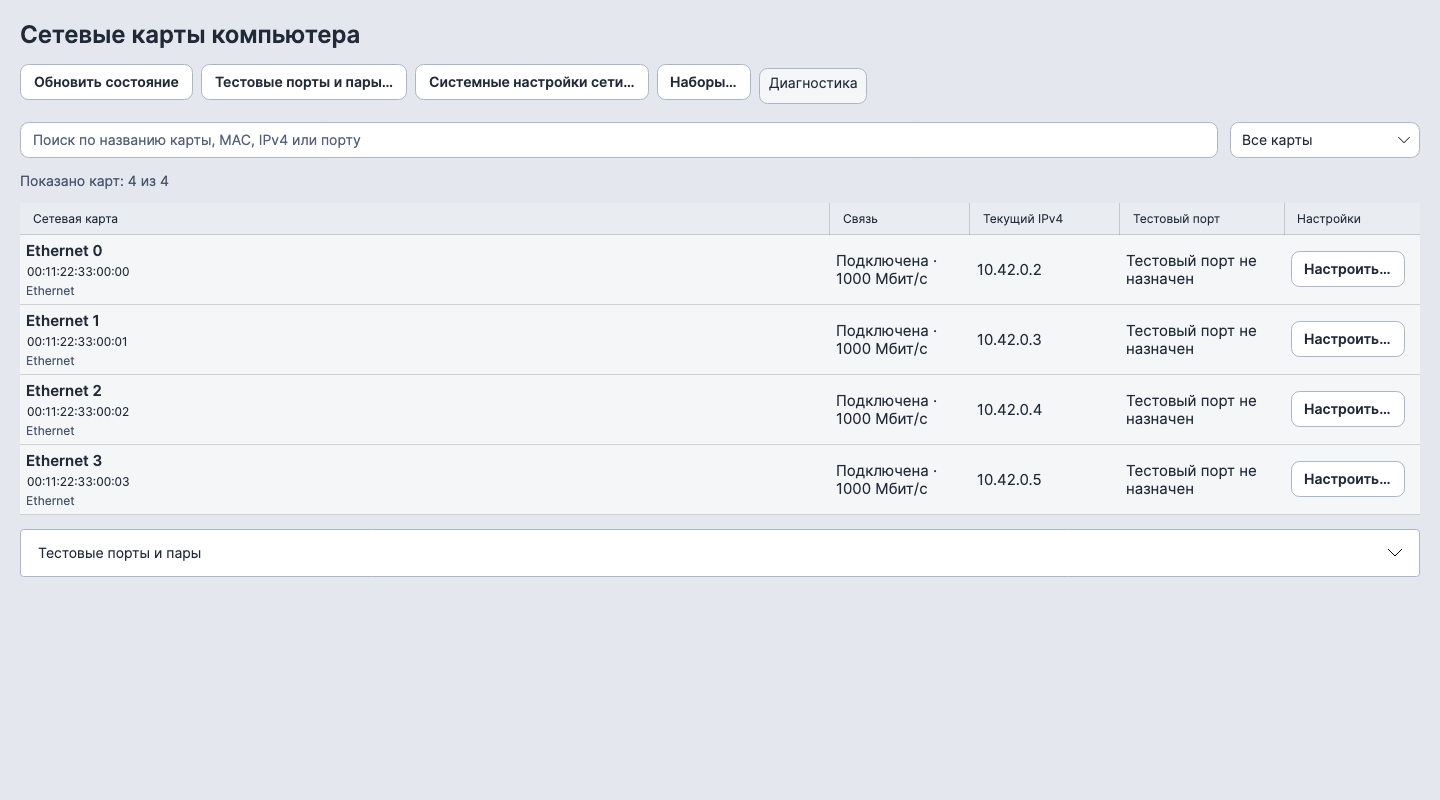 Сетевые карты компьютера
Обновить состояние
Тестовые порты и пары...
Системные настройки сети...
Наборы...
Диагностика
Поиск по названию карты, MAC, IPv4 или порту
Все карты
Показано карт: 4 из 4
Сетевая карта
Связь
Текущий IPv4
Тестовый порт
Настройки
Ethernet 0
00:11:22:33:00:00
Ethernet
Подключена ·
1000 Мбит/с
10.42.0.2
Тестовый порт не
назначен
Настроить...
Ethernet 1
00:11:22:33:00:01
Ethernet
Подключена ·
1000 Мбит/с
10.42.0.3
Тестовый порт не
назначен
Настроить...
Ethernet 2
00:11:22:33:00:02
Ethernet
Подключена ·
1000 Мбит/с
10.42.0.4
Тестовый порт не
назначен
Настроить...
Ethernet 3
00:11:22:33:00:03
Ethernet
Подключена ·
1000 Мбит/с
10.42.0.5
Тестовый порт не
назначен
Настроить...
Тестовые порты и пары